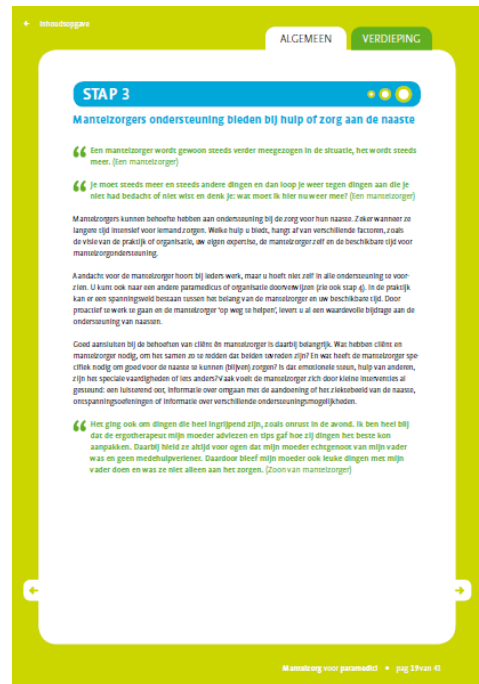 ← Inhoudsopgave
ALGEMEEN
VERDIEPING
STAP 3
Mantelzorgers ondersteuning bieden bij hulp of zorg aan de naaste
Een mantelzorger wordt gewoon steeds verder meegezogen in de situatie, het wordt steeds
meer. (Een mantelzorger)
Je moet steeds meer en steeds andere dingen en dan loop je weer tegen dingen aan die je
niet had bedacht of niet wist en denk je: wat moet ik hier nu weer mee? (Een mantelzorger)
Mantelzorgers kunnen behoefte hebben aan ondersteuning bij de zorg voor hun naaste. Zeker wanneer ze
langere tijd intensief voor iemand zorgen. Welke hulp u biedt, hangt af van verschillende factoren, zoals
de visie van de praktijk of organisatie, uw eigen expertise, de mantelzorger zelf en de beschikbare tijd voor
mantelzorgondersteuning.
Aandacht voor de mantelzorger hoort bij ieders werk, maar u hoeft niet zelf in alle ondersteuning te voor-
zien. U kunt ook naar een andere paramedicus of organisatie doorverwijzen (zie ook stap 4). In de praktijk
kan er een spanningsveld bestaan tussen het belang van de mantelzorger en uw beschikbare tijd. Door
proactief te werk te gaan en de mantelzorger 'op weg te helpen', levert u al een waardevolle bijdrage aan de
ondersteuning van naasten.
Goed aansluiten bij de behoeften van cliënt én mantelzorger is daarbij belangrijk. Wat hebben cliënt en
mantelzorger nodig, om het samen zo te redden dat beiden tevreden zijn? En wat heeft de mantelzorger spe-
cifiek nodig om goed voor de naaste te kunnen (blijven) zorgen? Is dat emotionele steun, hulp van anderen,
zijn het speciale vaardigheden of iets anders? Vaak voelt de mantelzorger zich door kleine interventies al
gesteund: een luisterend oor, informatie over omgaan met de aandoening of het ziektebeeld van de naaste,
ontspanningsoefeningen of informatie over verschillende ondersteuningsmogelijkheden.
Het ging ook om dingen die heel ingrijpend zijn, zoals onrust in de avond. Ik ben heel blij
dat de ergotherapeut mijn moeder adviezen en tips gaf hoe zij dingen het beste kon
aanpakken. Daarbij hield ze altijd voor ogen dat mijn moeder echtgenoot van mijn vader
was en geen medehulpverlener. Daardoor bleef mijn moeder ook leuke dingen met mijn
vader doen en was ze niet alleen aan het zorgen. (Zoon van mantelzorger)
Mantelzorg voor paramedici • pag 19 van 41